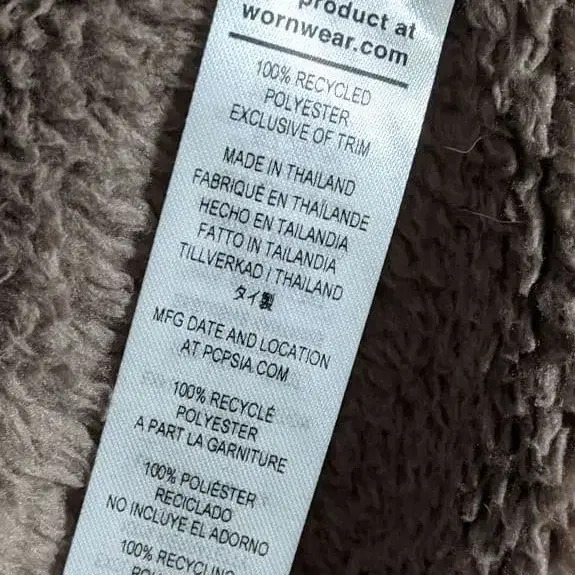 product at
wornwear.com
100% RECYCLED
POLYESTER
EXCLUSIVE OF TRIM
MADE IN THAILAND
FABRIQUÉ EN THAÏLANDE
HECHO EN TAILANDIA
FATTO IN TAILANDIA
TILLVERKAD I THAILAND
タイ製
MFG DATE AND LOCATION
AT PCPSIA.COM
100% RECYCLÉ
POLYESTER
A PART LA GARNITURE
100% POLIÉSTER
RECICLADO
NO INCLUYE EL ADORNO
100% RECYCLING